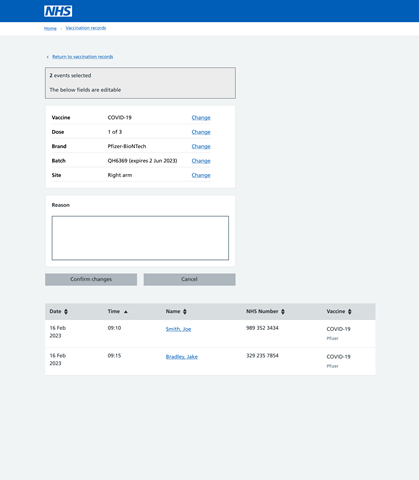 NHS
Home › Vaccination records
‹ Return to vaccination records
2 events selected
The below fields are editable
Vaccine COVID-19 Change
Dose 1 of 3 Change
Brand Pfizer-BioNTech Change
Batch QH6369 (expires 2 Jun 2023) Change
Site Right arm Change
Reason
Confirm changes Cancel
Date Time Name NHS Number Vaccine
16 Feb 2023 09:10 Smith, Joe 989 352 3434 COVID-19
Pfizer
16 Feb 2023 09:15 Bradley, Jake 329 235 7854 COVID-19
Pfizer